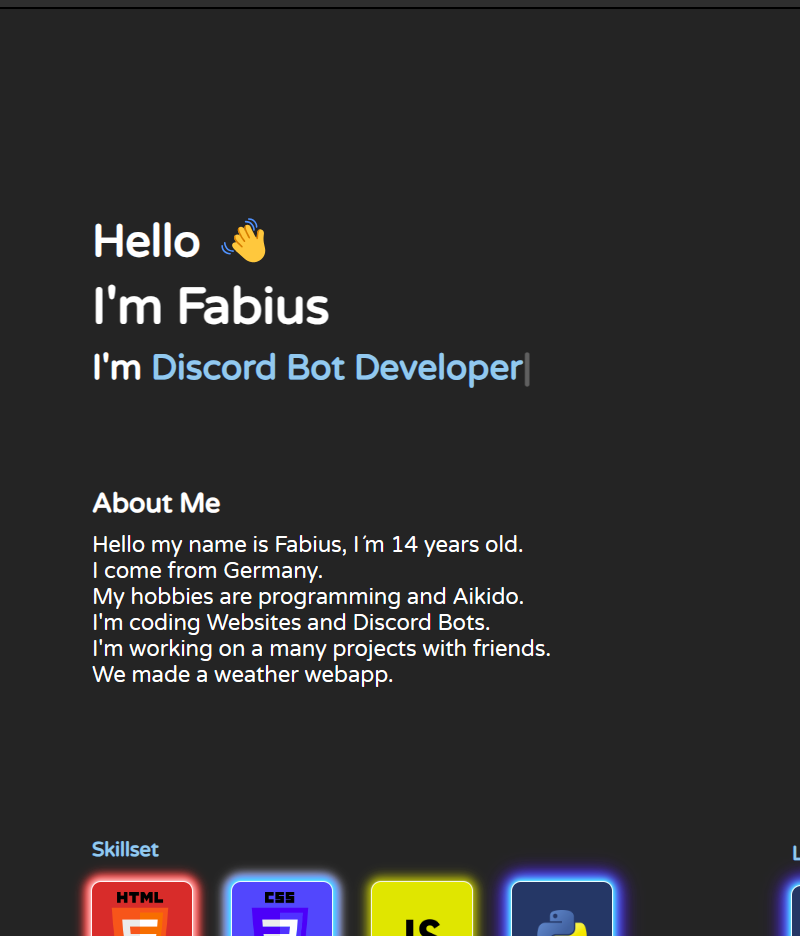 Hello 👋
I'm Fabius
I'm Discord Bot Developer|
About Me
Hello my name is Fabius, I´m 14 years old.
I come from Germany.
My hobbies are programming and Aikido.
I'm coding Websites and Discord Bots.
I'm working on a many projects with friends.
We made a weather webapp.
Skillset
HTML
CSS
JS